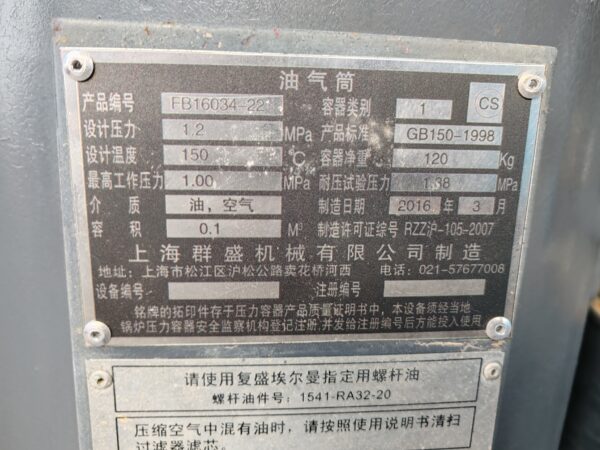 油气筒
CS
产品编号 FB16034-22 容器类别 1
设计压力 1.2 MPa 产品标准 GB150-1998
设计温度 150 ℃ 容器净重 120 Kg
最高工作压力 1.00 MPa 耐压试验压力 1.38 MPa
介 质 油，空气 制造日期 2016 年 3 月
容 积 0.1 M³ 制造许可证综号 RZZjP-105-2007
上海群盛机械有限公司制造
地址：上海市松江区沪松公路卖花桥河西 电话：021-57677008
设备编号 注册编号
铭牌的拓印件存于压力容器产品质量证明书中，本设备须经当地
锅炉压力容器安全监察机构登记注册，并发给注册编号后方能投入使用
请使用复盛埃尔曼指定用螺杆油
螺杆油件号：1541-RA32-20
压缩空气中混有油时，请按照使用说明书清扫
过滤器滤芯。